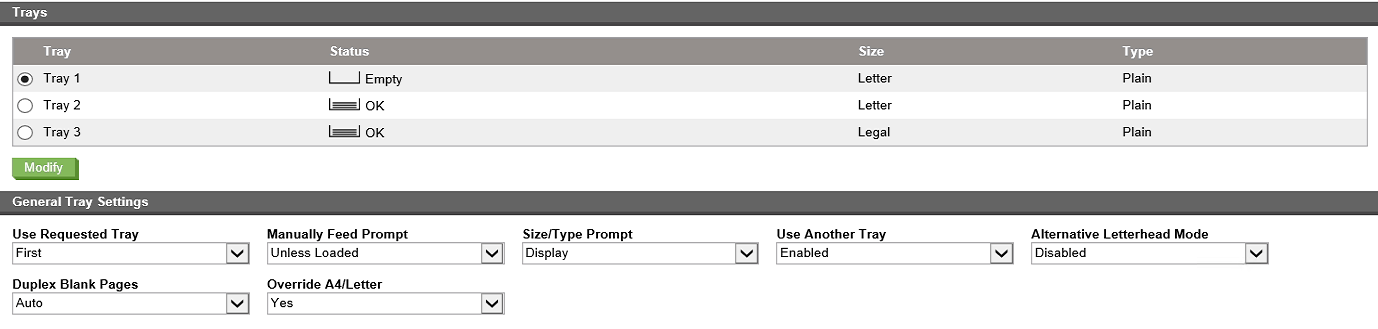 Trays
Tray Status Size Type
Tray 1 Empty Letter Plain
Tray 2 OK Letter Plain
Tray 3 OK Legal Plain
Modify
General Tray Settings
Use Requested Tray Manually Feed Prompt Size/Type Prompt Use Another Tray Alternative Letterhead Mode
First Unless Loaded Display Enabled Disabled
Duplex Blank Pages Override A4/Letter
Auto Yes